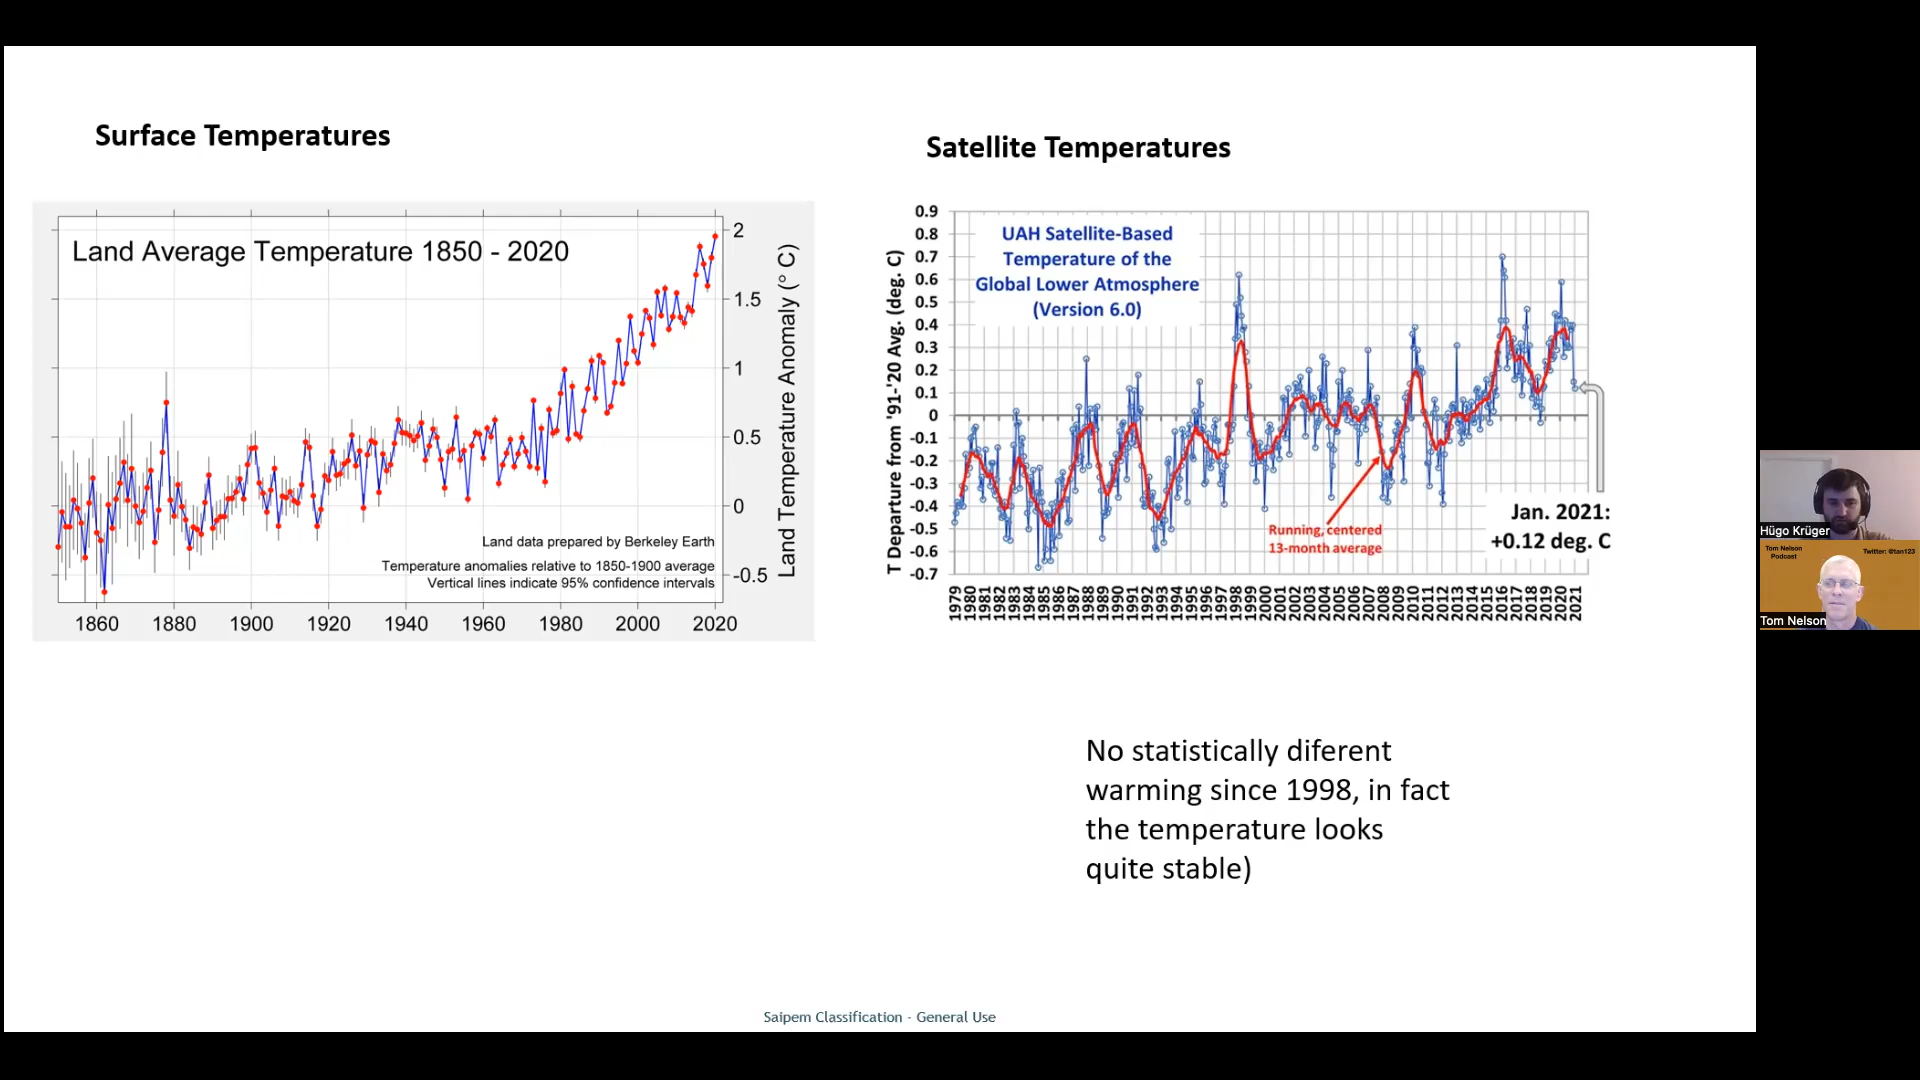 Surface Temperatures
Satellite Temperatures
Land Average Temperature 1850 - 2020
2
1.5
1
0.5
0
-0.5
Land Temperature Anomaly (° C)
Land data prepared by Berkeley Earth
Temperature anomalies relative to 1850-1900 average
Vertical lines indicate 95% confidence intervals
1860 1880 1900 1920 1940 1960 1980 2000 2020
T Departure from '91-'20 Avg. (deg. C)
0.9
0.8
0.7
0.6
0.5
0.4
0.3
0.2
0.1
0
-0.1
-0.2
-0.3
-0.4
-0.5
-0.6
-0.7
UAH Satellite-Based
Temperature of the
Global Lower Atmosphere
(Version 6.0)
Running, centered
13-month average
Jan. 2021:
+0.12 deg. C
1979 1980 1981 1982 1983 1984 1985 1986 1987 1988 1989 1990 1991 1992 1993 1994 1995 1996 1997 1998 1999 2000 2001 2002 2003 2004 2005 2006 2007 2008 2009 2010 2011 2012 2013 2014 2015 2016 2017 2018 2019 2020 2021
No statistically diferent
warming since 1998, in fact
the temperature looks
quite stable)
Saipem Classification - General Use
Hügo Krüger
Tom Nelson
Podcast
Twitter: @tan123
Tom Nelson